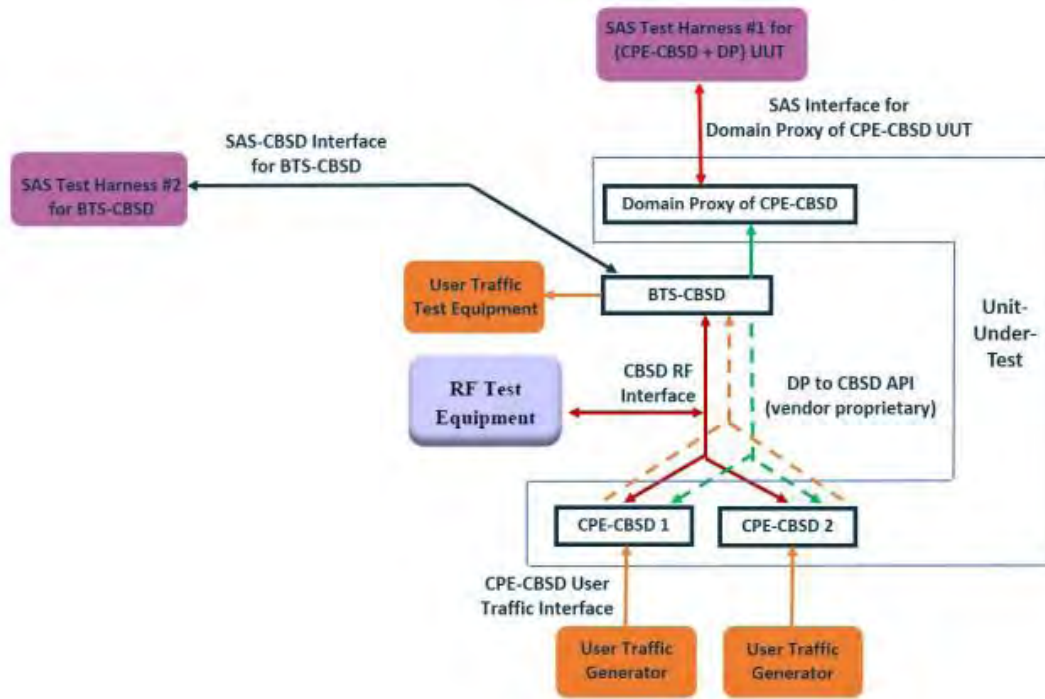 SAS Test Harness #1 for
{CPE-CBSD + DP} UUT
SAS Interface for
Domain Proxy of CPE-CBSD UUT
SAS-CBSD Interface
for BTS-CBSD
SAS Test Harness #2
for BTS-CBSD
Domain Proxy of CPE-CBSD
User Traffic
Test Equipment
BTS-CBSD
Unit-
Under-
Test
RF Test
Equipment
CBSD RF
Interface
DP to CBSD API
(vendor proprietary)
CPE-CBSD 1
CPE-CBSD 2
CPE-CBSD User
Traffic Interface
User Traffic
Generator
User Traffic
Generator